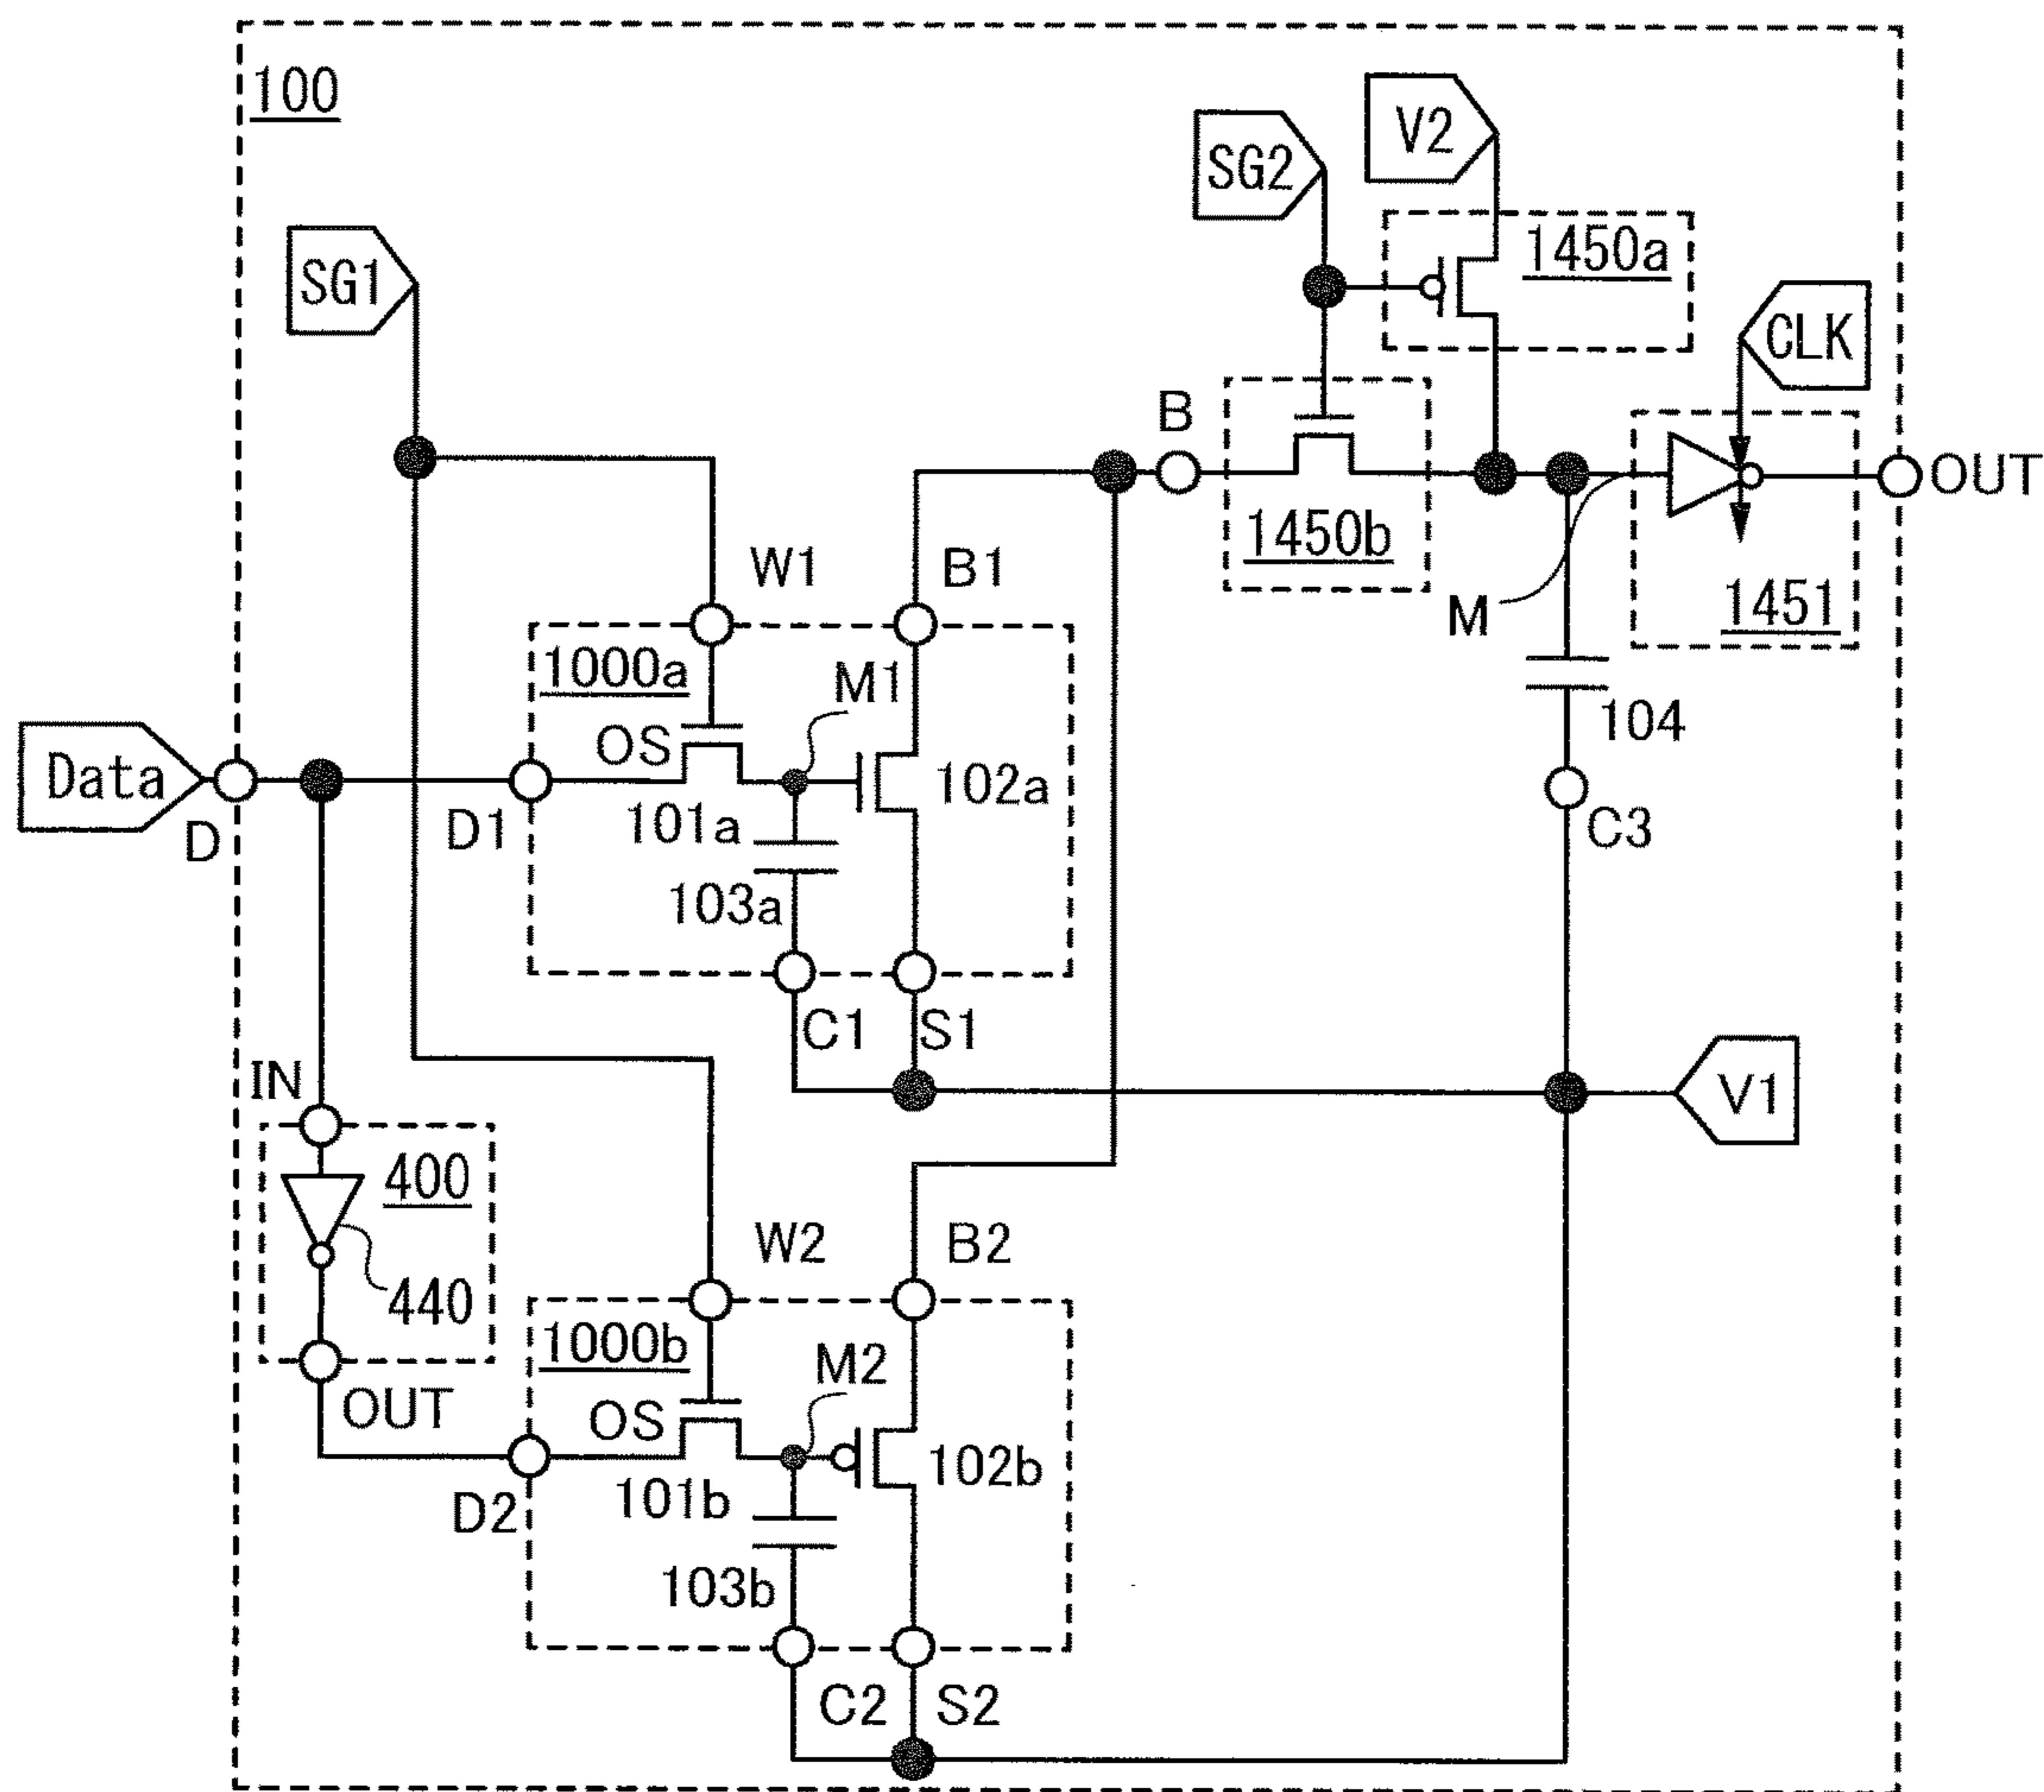 100
V2
SG2
1450a
SG1
CLK
B
OUT
1450b
W1
B1
M
1451
1000a
M1
OS
104
Data
102a
D
D1
101a
C3
103a
C1
S1
IN
V1
400
W2
B2
440
1000b
M2
OUT
OS
102b
D2
101b
103b
C2
S2